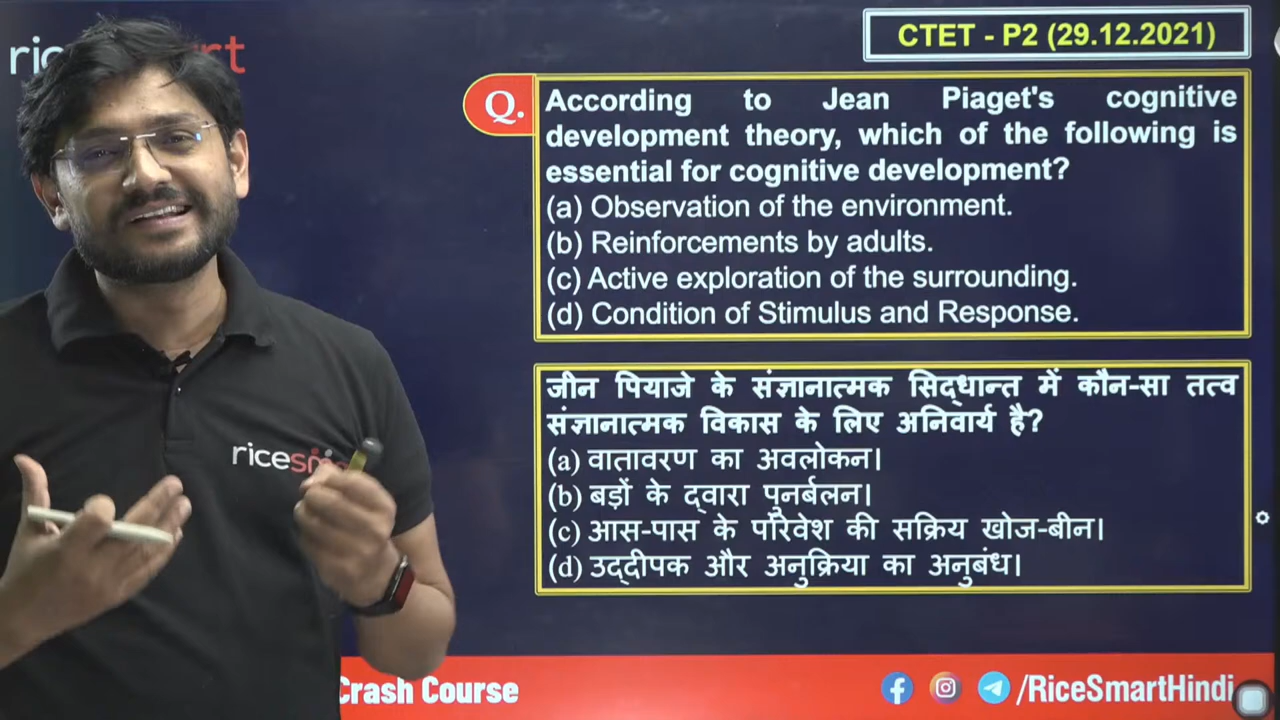 CTET - P2 (29.12.2021)
Q.
According to Jean Piaget's cognitive
development theory, which of the following is
essential for cognitive development?
(a) Observation of the environment.
(b) Reinforcements by adults.
(c) Active exploration of the surrounding.
(d) Condition of Stimulus and Response.
जीन पियाजे के संज्ञानात्मक सिद्धान्त में कौन-सा तत्व
संज्ञानात्मक विकास के लिए अनिवार्य है?
(a) वातावरण का अवलोकन।
(b) बड़ों के द्वारा पुनर्बलन।
(c) आस-पास के परिवेश की सक्रिय खोज-बीन।
(d) उद्दीपक और अनुक्रिया का अनुबंध।
Crash Course
/RiceSmartHindi